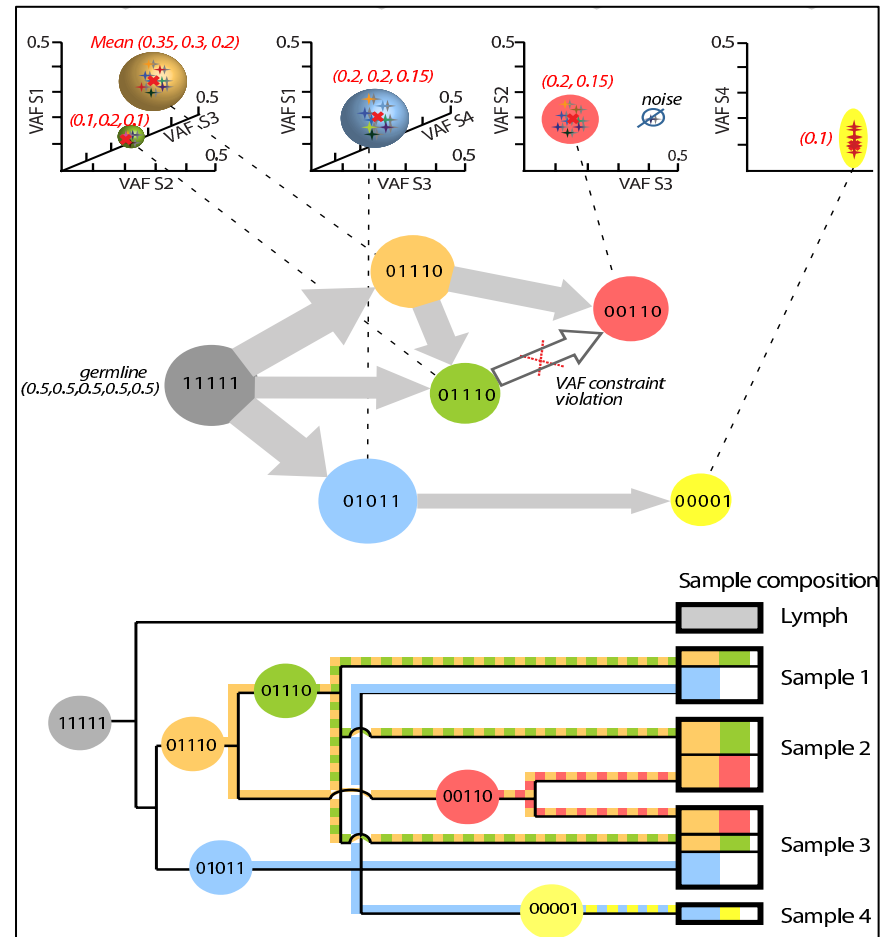 0.5
Mean (0.35, 0.3, 0.2)
VAF S1
0.5
VAF S3
(0.1,0.2,0.1)
0.5
VAF S2
0.5
(0.2, 0.2, 0.15)
VAF S1
VAF S4
0.5
VAF S3
0.5
(0.2, 0.15)
noise
VAF S2
0.5
VAF S3
0.5
VAF S4
(0.1)
01110
00110
germline
(0.5,0.5,0.5,0.5,0.5)
11111
01110
VAF constraint
violation
01011
00001
Sample composition
Lymph
Sample 1
01110
11111
01110
Sample 2
00110
Sample 3
01011
00001
Sample 4